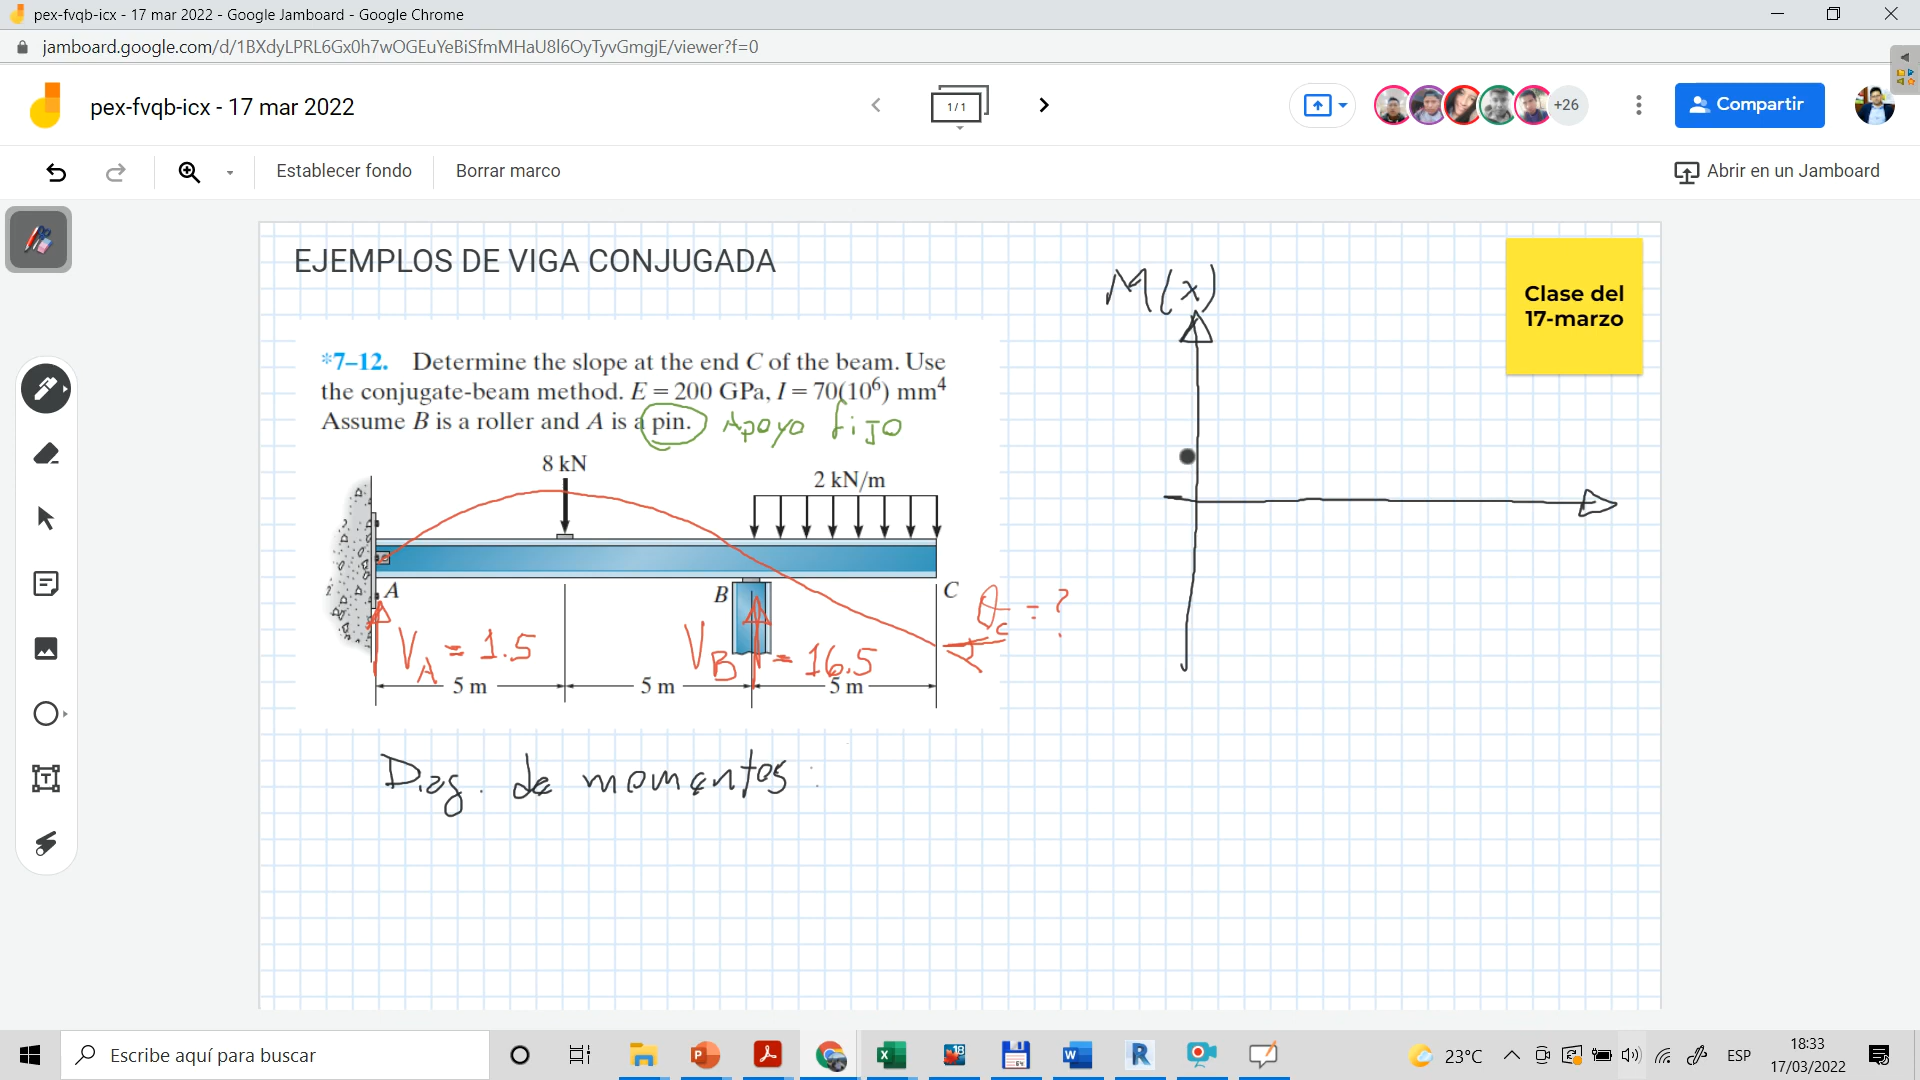 pex-fvqb-icx - 17 mar 2022 - Google Jamboard - Google Chrome
jamboard.google.com/d/1BXdyLPRL6Gx0h7wOGEuYeBiSfmMHaU8l6OyTyvGmgjE/viewer?f=0
pex-fvqb-icx - 17 mar 2022
1/1
+26
Compartir
Establecer fondo
Borrar marco
Abrir en un Jamboard
EJEMPLOS DE VIGA CONJUGADA
*7–12. Determine the slope at the end C of the beam. Use
the conjugate-beam method. E = 200 GPa, I = 70(10⁶) mm⁴
Assume B is a roller and A is a pin.
Apoyo fijo
8 kN
2 kN/m
A
B
C
θc = ?
VA = 1.5
VB = 16.5
5 m
5 m
5 m
Diag. de momentos
M(x)
Clase del
17-marzo
Escribe aquí para buscar
18
23°C
ESP
18:33
17/03/2022